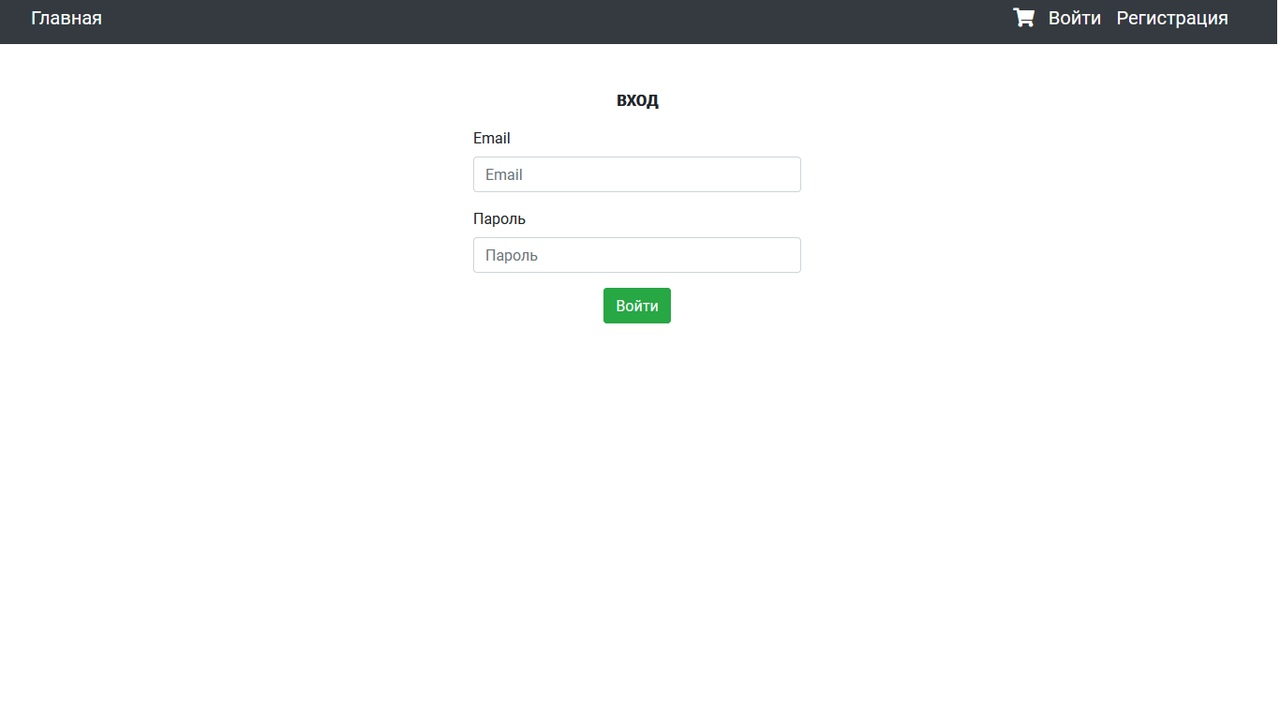 Главная Войти Регистрация
вход
Email
Email
Пароль
Пароль
Войти